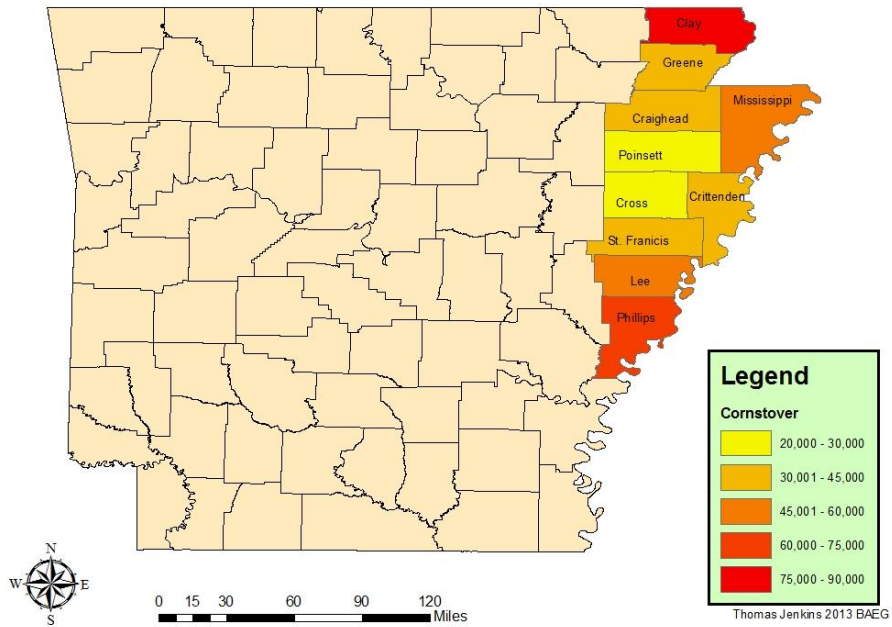 Clay
Greene
Mississippi
Craighead
Poinsett
Crittenden
Cross
St. Franicis
Lee
Phillips
Legend
Cornstover
20,000 - 30,000
30,001 - 45,000
45,001 - 60,000
60,000 - 75,000
75,000 - 90,000
N
W E
S
0 15 30 60 90 120
Miles
Thomas Jenkins 2013 BAEG